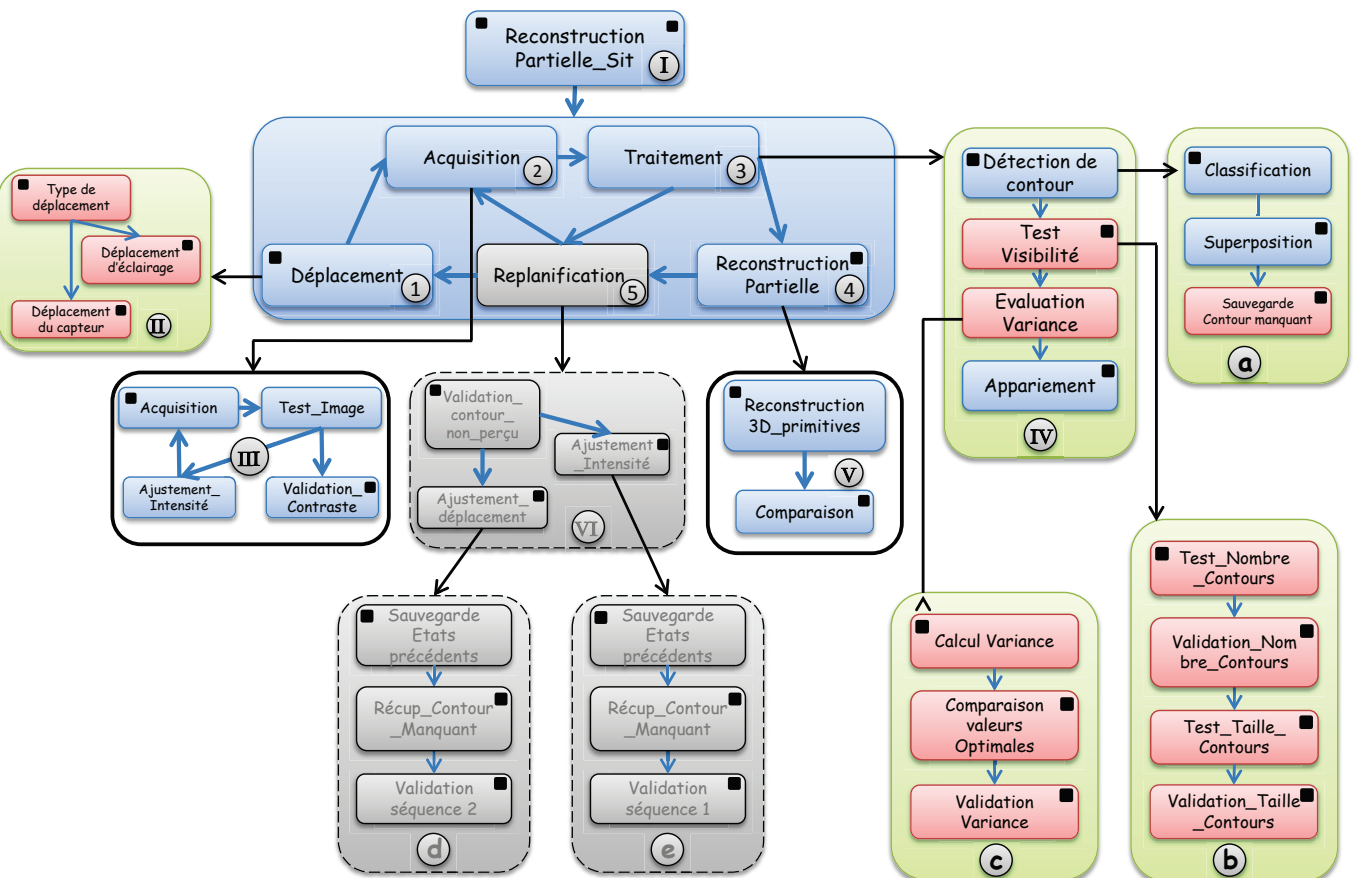 Reconstruction
Partielle_Sit
I
Acquisition
2
Traitement
3
Déplacement
1
Replanification
5
Reconstruction
Partielle
4
Type de
déplacement
Déplacement
d'éclairage
Déplacement
du capteur
II
Acquisition
Test_Image
III
Ajustement_
Intensité
Validation_
Contraste
Validation_
contour_
non_perçu
Ajustement
_Intensité
Ajustement_
déplacement
VI
Reconstruction
3D_primitives
V
Comparaison
Détection de
contour
Test
Visibilité
Evaluation
Variance
Appariement
IV
Classification
Superposition
Sauvegarde
Contour manquant
a
Sauvegarde
Etats
précédents
Récup_Contour
_Manquant
Validation
séquence 2
d
Sauvegarde
Etats
précédents
Récup_Contour
_Manquant
Validation
séquence 1
e
Calcul Variance
Comparaison
valeurs
Optimales
Validation
Variance
c
Test_Nombre
_Contours
Validation_Nom
bre_Contours
Test_Taille_
Contours
Validation_Taille
_Contours
b